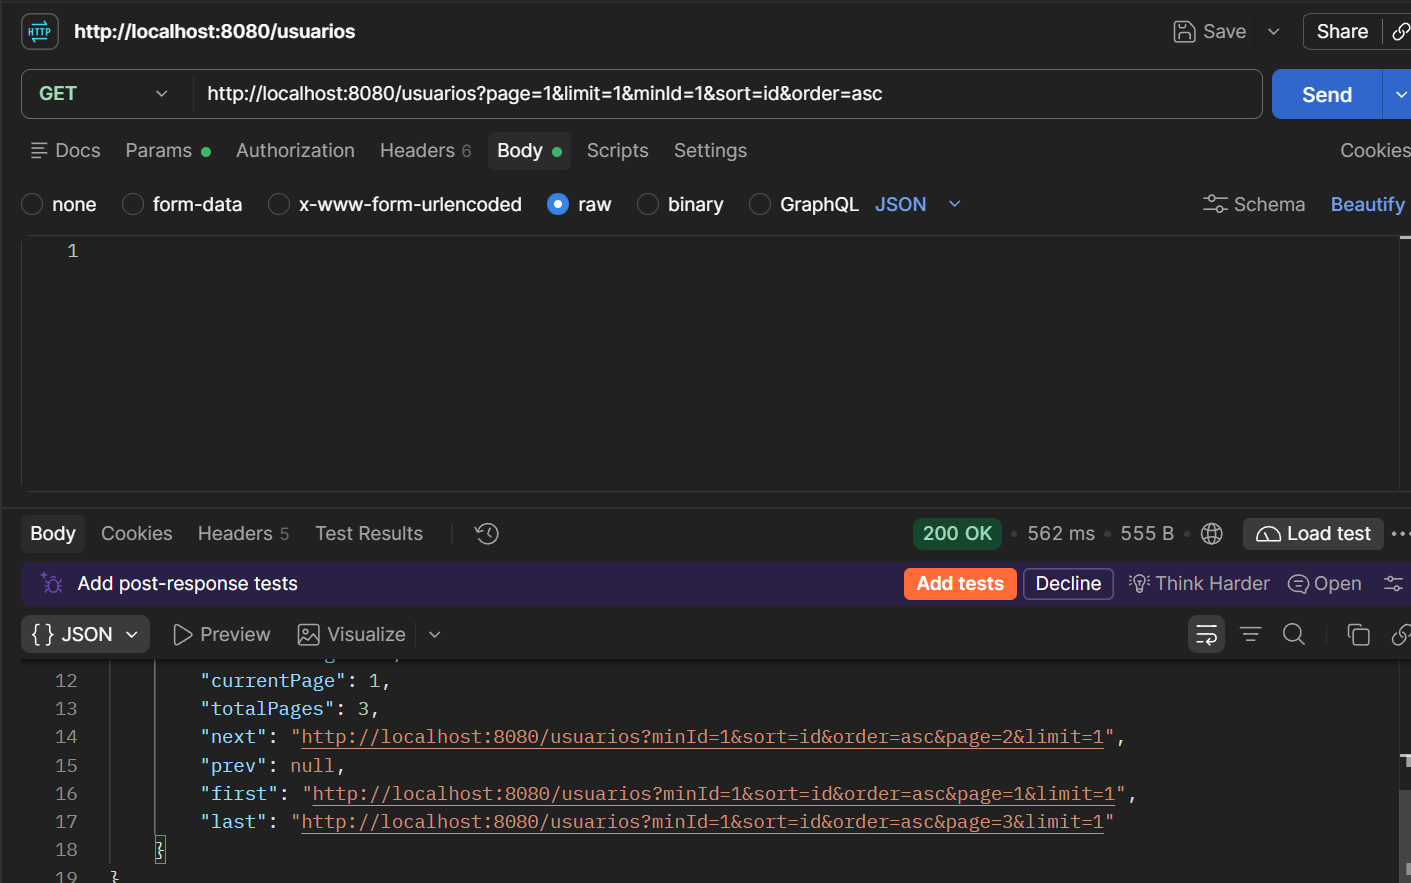 HTTP http://localhost:8080/usuarios Save Share
GET http://localhost:8080/usuarios?page=1&limit=1&minId=1&sort=id&order=asc Send
Docs Params Authorization Headers 6 Body Scripts Settings Cookies
none form-data x-www-form-urlencoded raw binary GraphQL JSON Schema Beautify
1
Body Cookies Headers 5 Test Results 200 OK 562 ms 555 B Load test
Add post-response tests Add tests Decline Think Harder Open
{ } JSON Preview Visualize
12 "currentPage": 1,
13 "totalPages": 3,
14 "next": "http://localhost:8080/usuarios?minId=1&sort=id&order=asc&page=2&limit=1",
15 "prev": null,
16 "first": "http://localhost:8080/usuarios?minId=1&sort=id&order=asc&page=1&limit=1",
17 "last": "http://localhost:8080/usuarios?minId=1&sort=id&order=asc&page=3&limit=1"
18 }
19 }